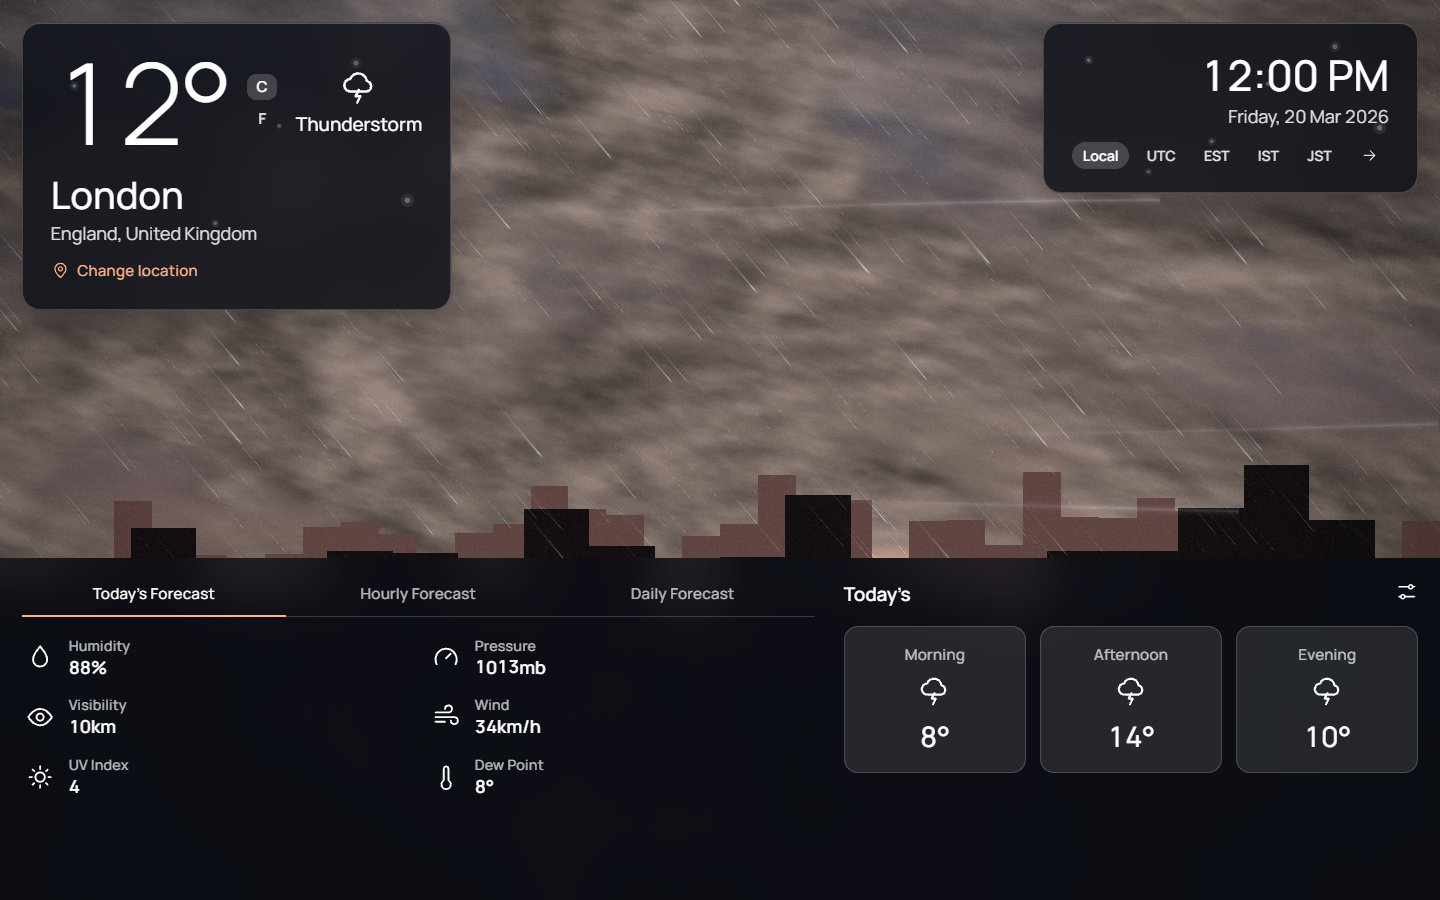 12°
C
F
Thunderstorm
London
England, United Kingdom
Change location
12:00 PM
Friday, 20 Mar 2026
Local UTC EST IST JST
Today's Forecast Hourly Forecast Daily Forecast
Humidity
88%
Pressure
1013mb
Visibility
10km
Wind
34km/h
UV Index
4
Dew Point
8°
Today's
Morning
8°
Afternoon
14°
Evening
10°